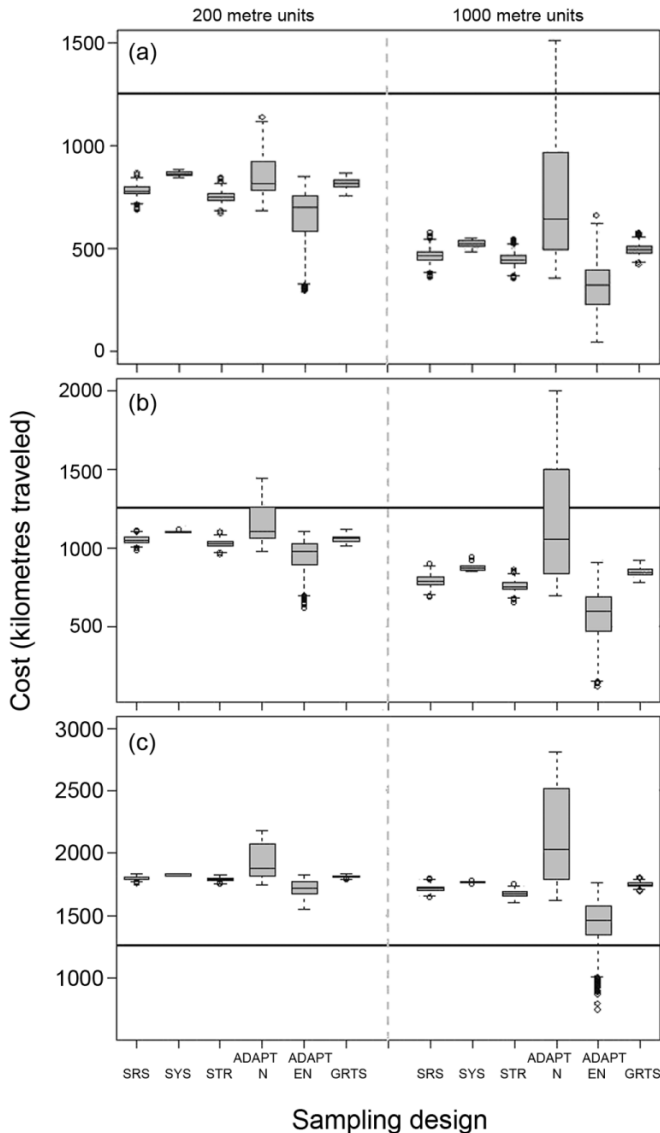 200 metre units 1000 metre units
(a)
1500
1000
500
0
(b)
2000
1500
1000
500
(c)
3000
2500
2000
1500
1000
Cost (kilometres traveled)
SRS SYS STR ADAPT N ADAPT EN GRTS SRS SYS STR ADAPT N ADAPT EN GRTS
Sampling design